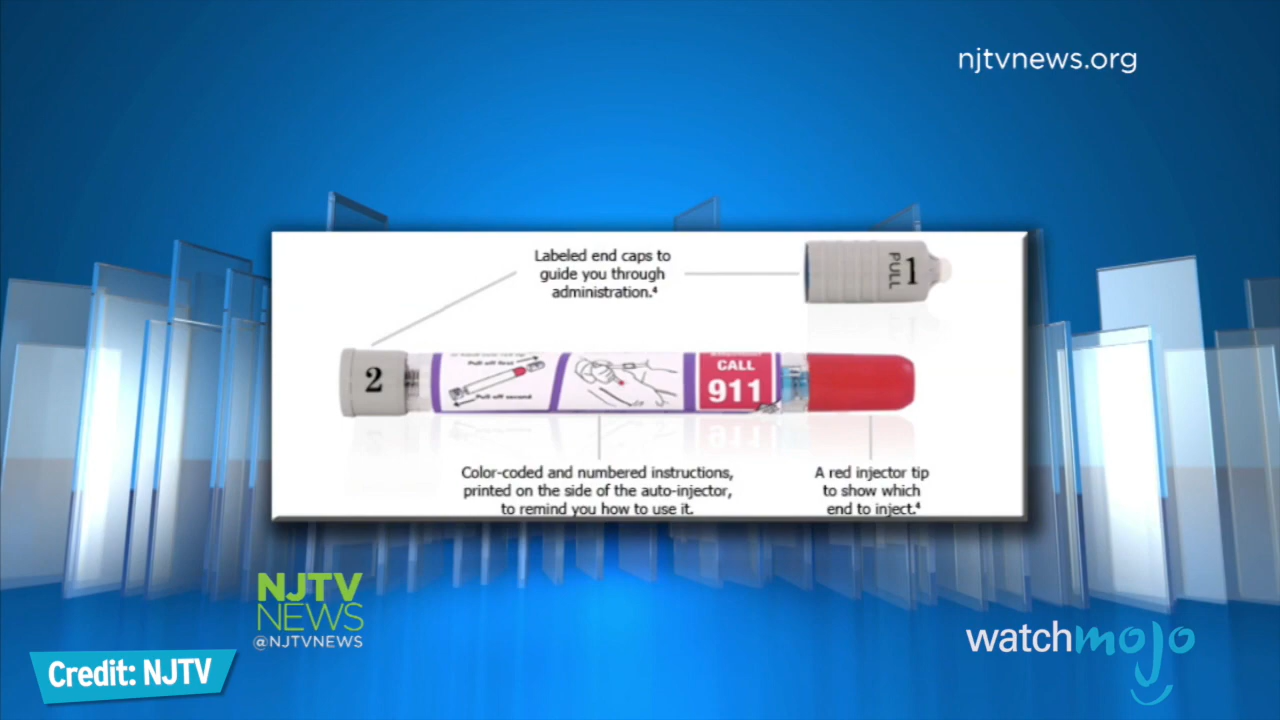 njtvnews.org
Labeled end caps to
guide you through
administration.⁴
PULL 1
2
Pull off first
Pull off second
CALL
911
Color-coded and numbered instructions,
printed on the side of the auto-injector,
to remind you how to use it.
A red injector tip
to show which
end to inject.⁴
NJTV
NEWS
@NJTVNEWS
Credit: NJTV
watchmojo